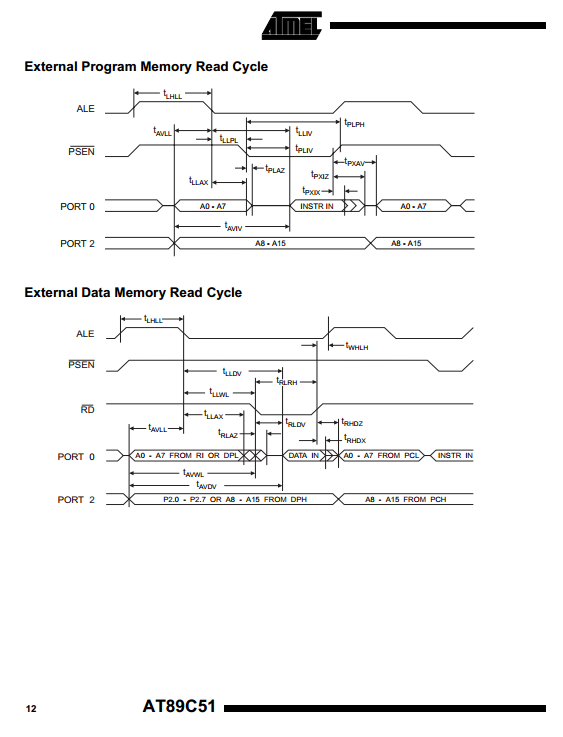 ATMEL
External Program Memory Read Cycle
tLHLL
ALE
tPLPH
tAVLL
tLLIV
tLLPL
PSEN
tPLIV
tPXAV
tPLAZ
tPXIZ
tLLAX
tPXIX
PORT 0 A0 - A7 INSTR IN A0 - A7
tAVIV
PORT 2 A8 - A15 A8 - A15
External Data Memory Read Cycle
tLHLL
ALE
tWHLH
PSEN
tLLDV
tRLRH
tLLWL
RD
tLLAX
tAVLL tRLDV tRHDZ
tRLAZ
tRHDX
PORT 0 A0 - A7 FROM RI OR DPL DATA IN A0 - A7 FROM PCL INSTR IN
tAVWL
tAVDV
PORT 2 P2.0 - P2.7 OR A8 - A15 FROM DPH A8 - A15 FROM PCH
12 AT89C51